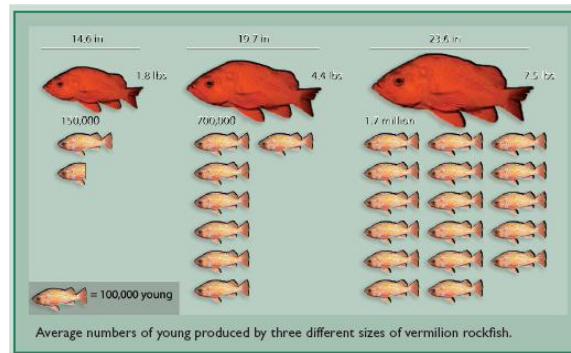 14.6 in
19.7 in
23.6 in
1.8 lbs
4.4 lbs
7.5 lbs
150,000
700,000
1.7 million
= 100,000 young
Average numbers of young produced by three different sizes of vermilion rockfish.